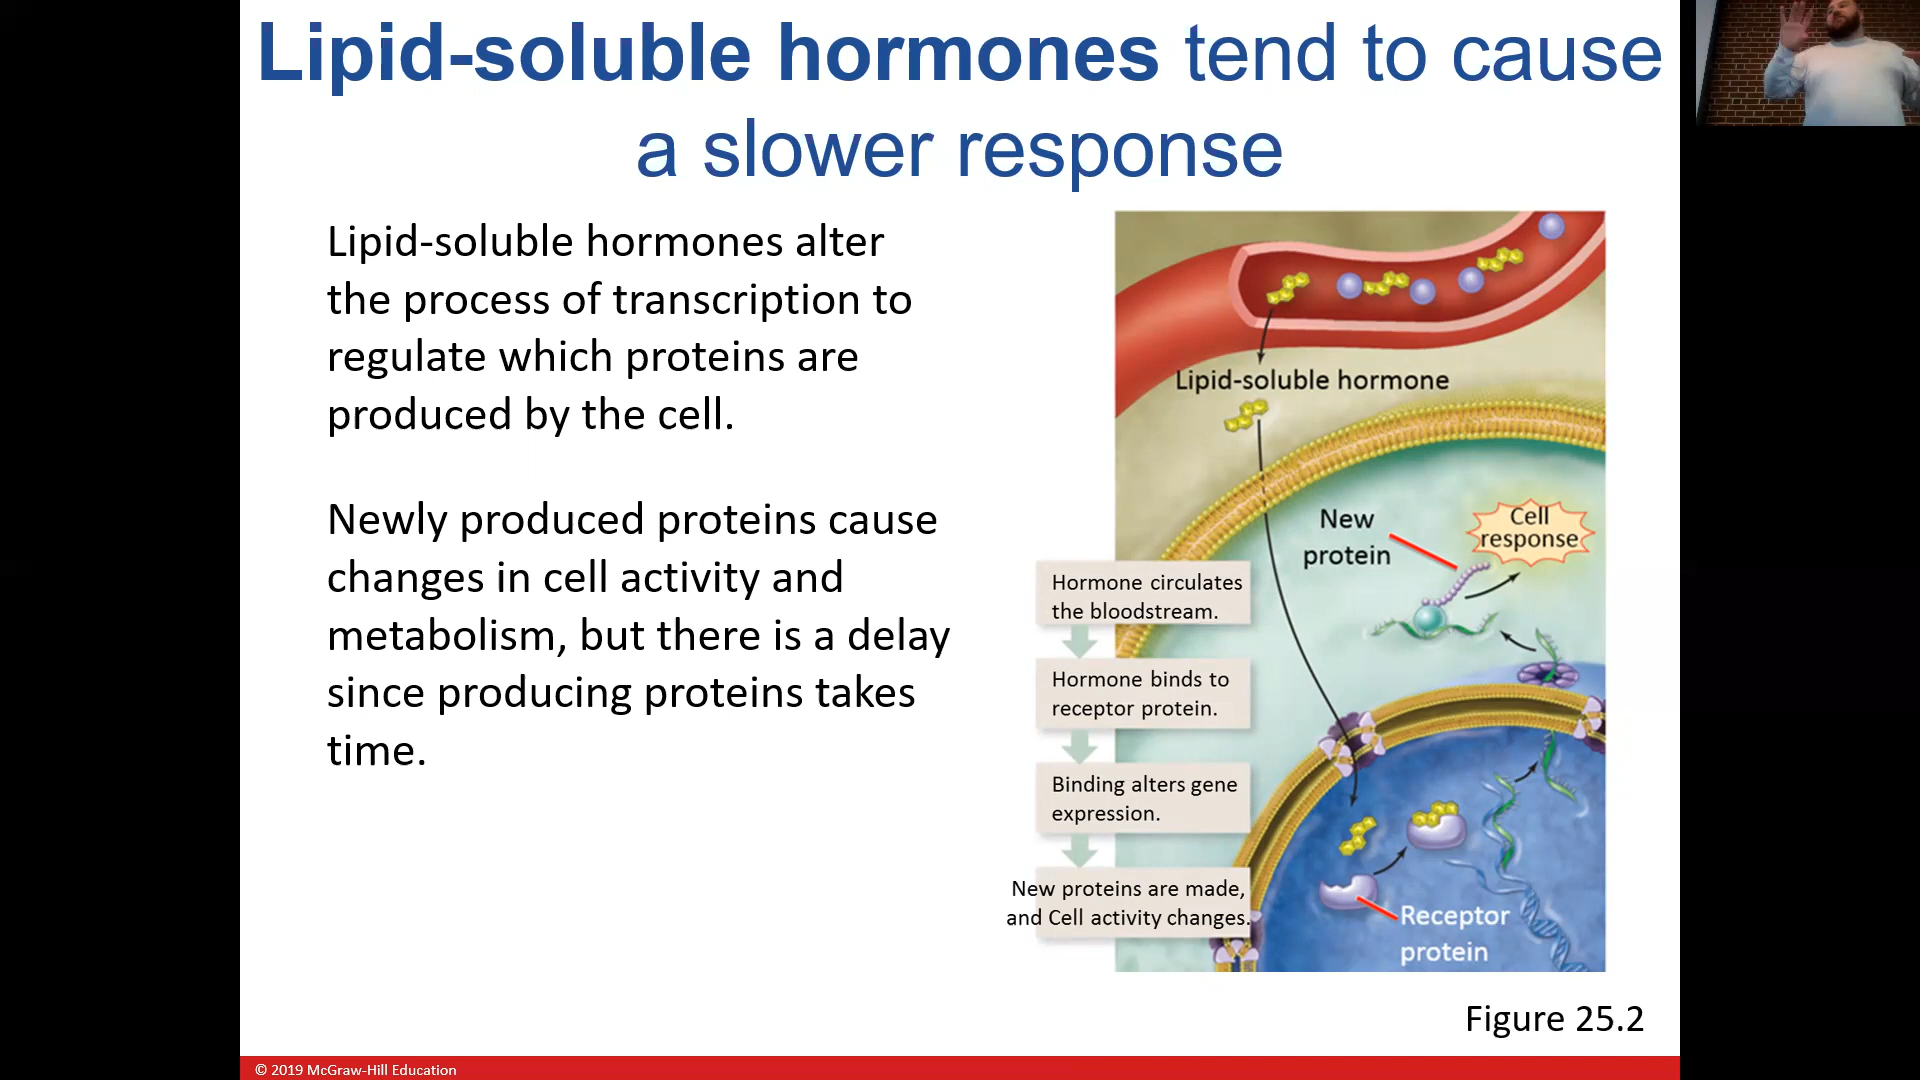 Lipid-soluble hormones tend to cause
a slower response
Lipid-soluble hormones alter
the process of transcription to
regulate which proteins are
produced by the cell.
Newly produced proteins cause
changes in cell activity and
metabolism, but there is a delay
since producing proteins takes
time.
Lipid-soluble hormone
New
protein
Cell
response
Hormone circulates
the bloodstream.
Hormone binds to
receptor protein.
Binding alters gene
expression.
New proteins are made,
and Cell activity changes.
Receptor
protein
Figure 25.2
© 2019 McGraw-Hill Education